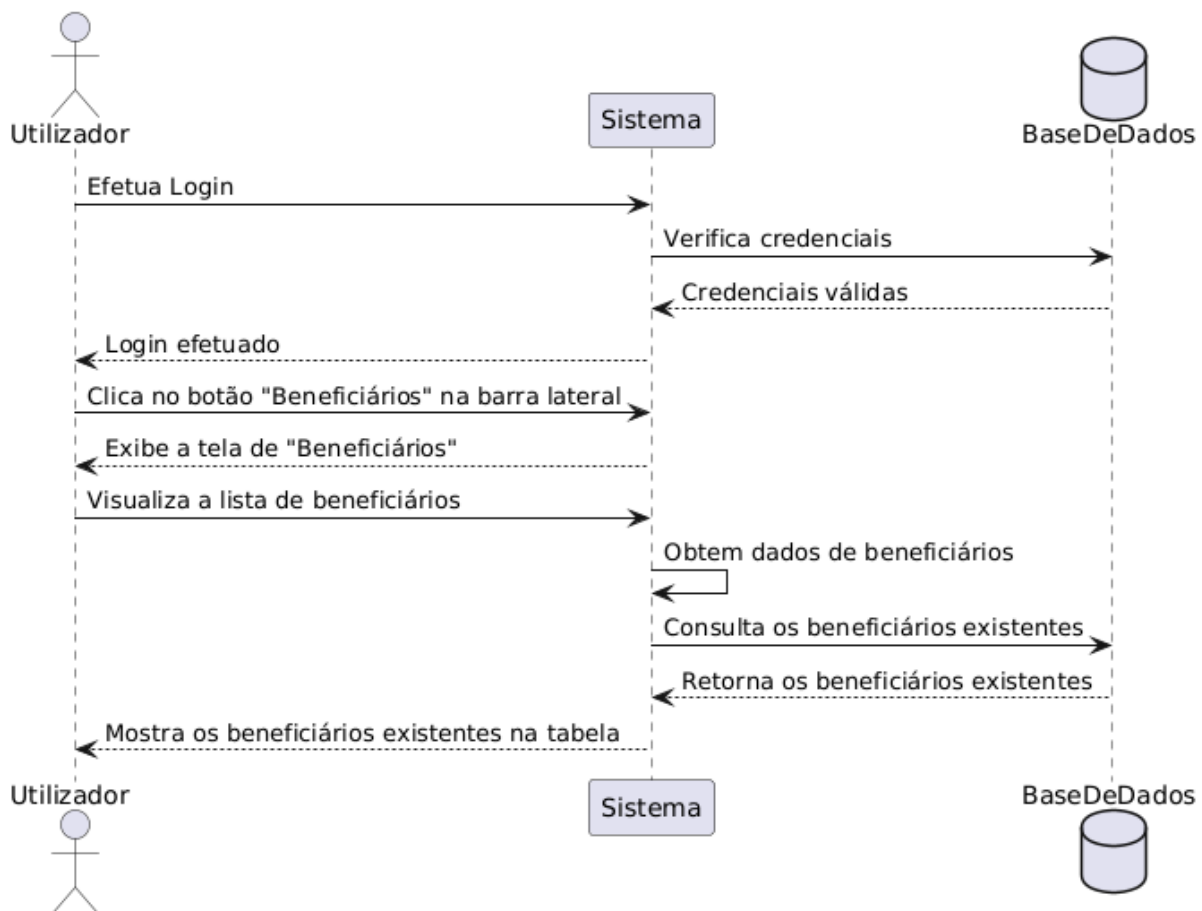 Utilizador
Sistema
BaseDeDados
Efetua Login
Verifica credenciais
Credenciais válidas
Login efetuado
Clica no botão "Beneficiários" na barra lateral
Exibe a tela de "Beneficiários"
Visualiza a lista de beneficiários
Obtem dados de beneficiários
Consulta os beneficiários existentes
Retorna os beneficiários existentes
Mostra os beneficiários existentes na tabela
Utilizador
Sistema
BaseDeDados